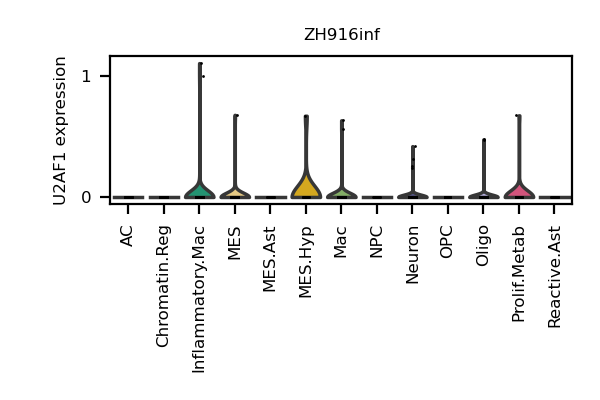 ZH916inf
U2AF1 expression
1
0
AC
Chromatin.Reg
Inflammatory.Mac
MES
MES.Ast
MES.Hyp
Mac
NPC
Neuron
OPC
Oligo
Prolif.Metab
Reactive.Ast